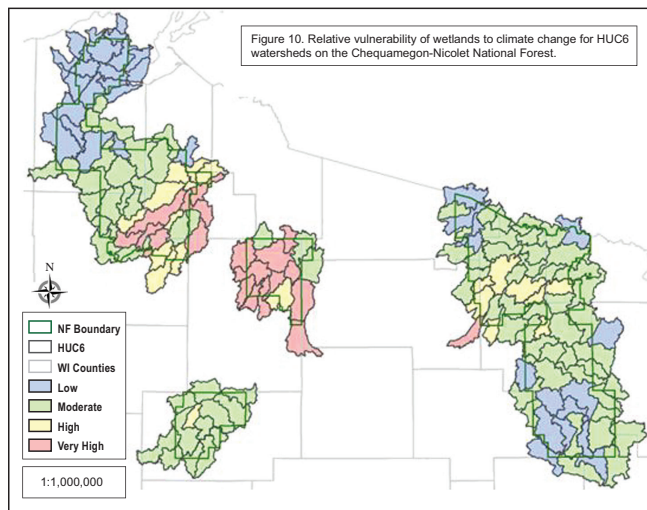 Figure 10. Relative vulnerability of wetlands to climate change for HUC6
watersheds on the Chequamegon-Nicolet National Forest.
N
NF Boundary
HUC6
WI Counties
Low
Moderate
High
Very High
1:1,000,000